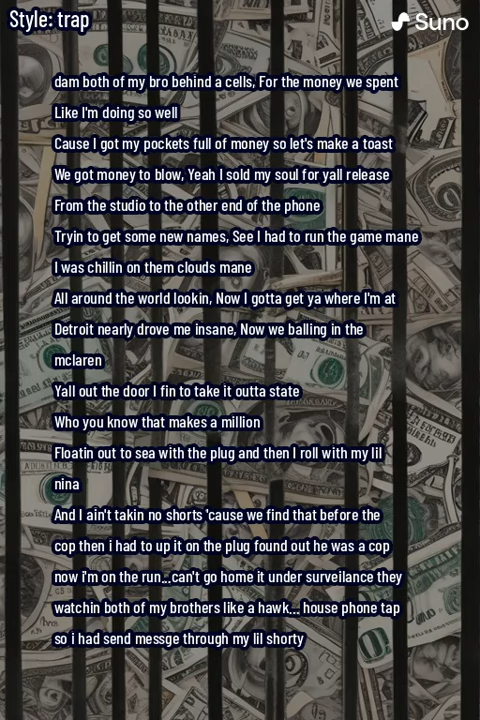 Style: trap
Suno
dam both of my bro behind a cells, For the money we spent
Like I'm doing so well
Cause I got my pockets full of money so let's make a toast
We got money to blow, Yeah I sold my soul for yall release
From the studio to the other end of the phone
Tryin to get some new names, See I had to run the game mane
I was chillin on them clouds mane
All around the world lookin, Now I gotta get ya where I'm at
Detroit nearly drove me insane, Now we balling in the
mclaren
Yall out the door I fin to take it outta state
Who you know that makes a million
Floatin out to sea with the plug and then I roll with my lil
nina
And I ain't takin no shorts 'cause we find that before the
cop then i had to up it on the plug found out he was a cop
now i'm on the run...can't go home it under surveilance they
watchin both of my brothers like a hawk... house phone tap
so i had send messge through my lil shorty